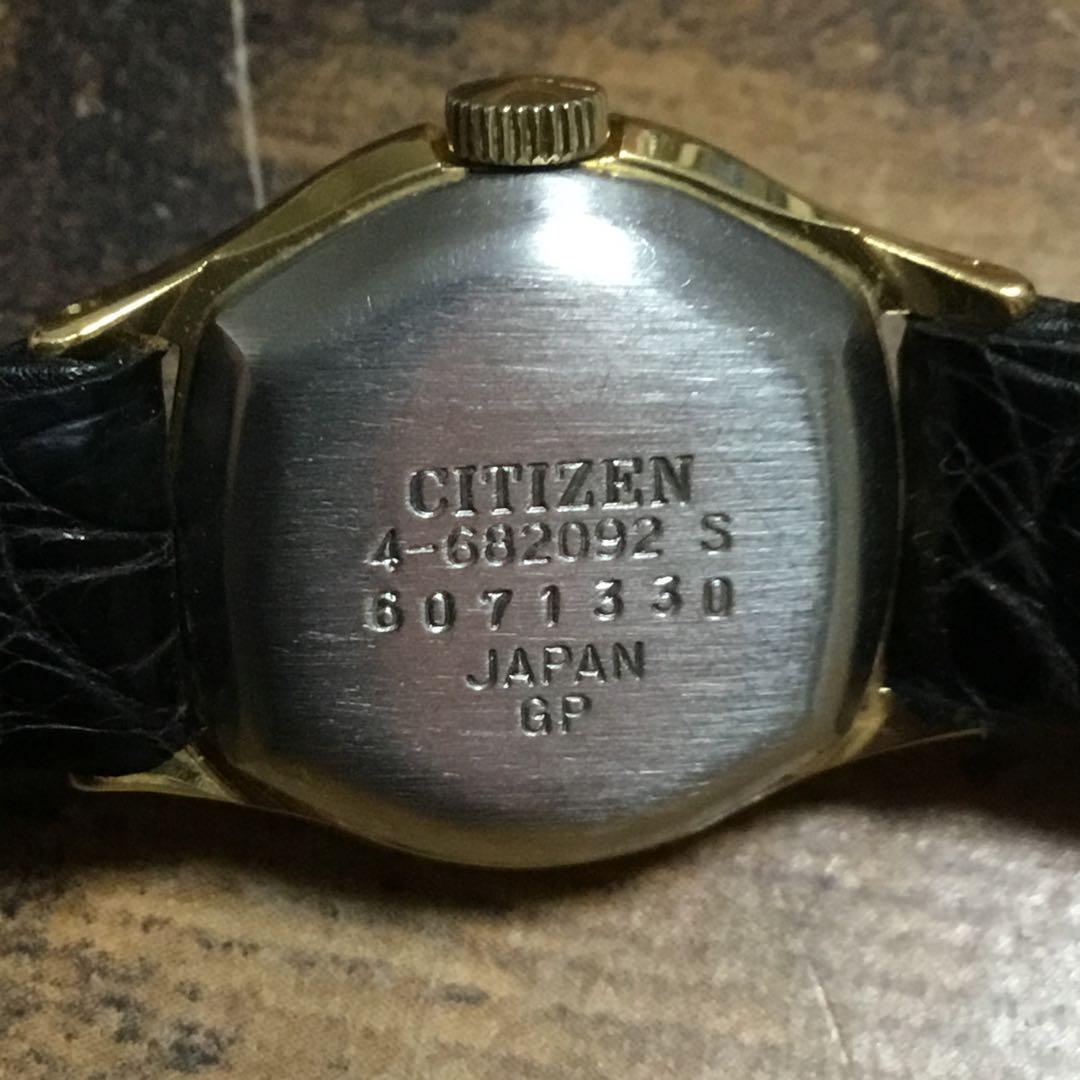 CITIZEN
4-682092 S
6071330
JAPAN
GP